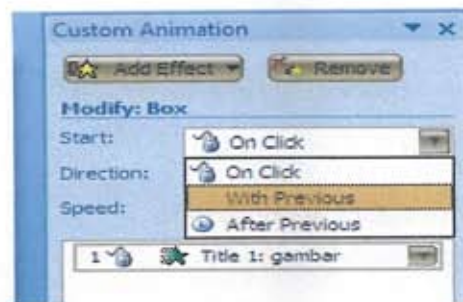 Custom Animation
Add Effect Remove
Modify: Box
Start: On Click
Direction: On Click
With Previous
Speed:
After Previous
1 Title 1: gambar